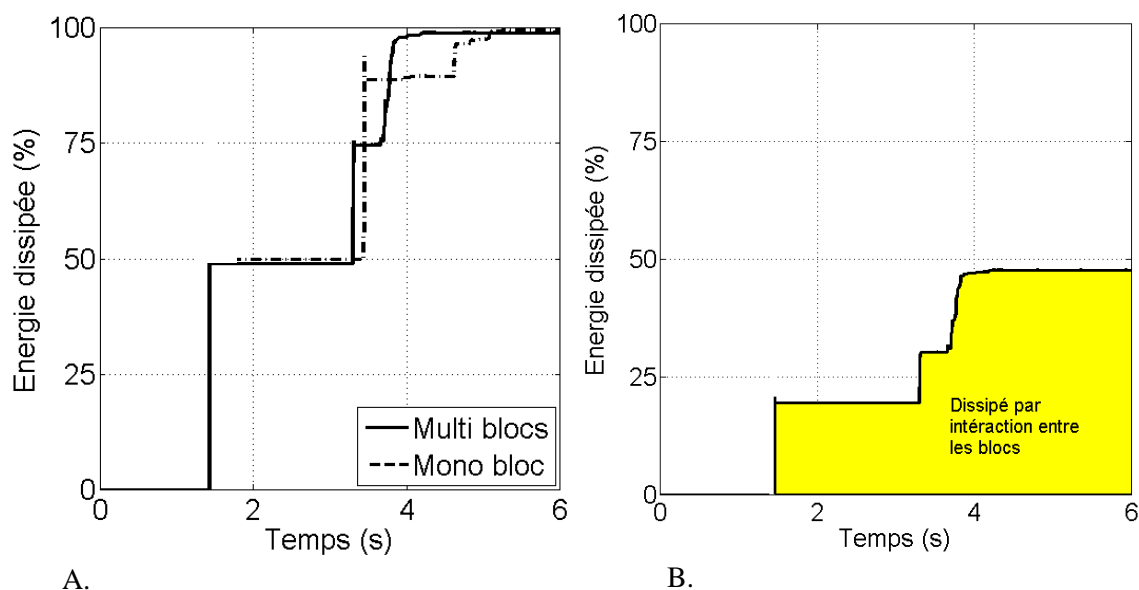 100
75
50
25
0
0
2
4
6
Energie dissipée (%)
Temps (s)
Multi blocs
Mono bloc
A.
100
75
50
25
0
0
2
4
6
Energie dissipée (%)
Temps (s)
Dissipé par
intéraction entre
les blocs
B.